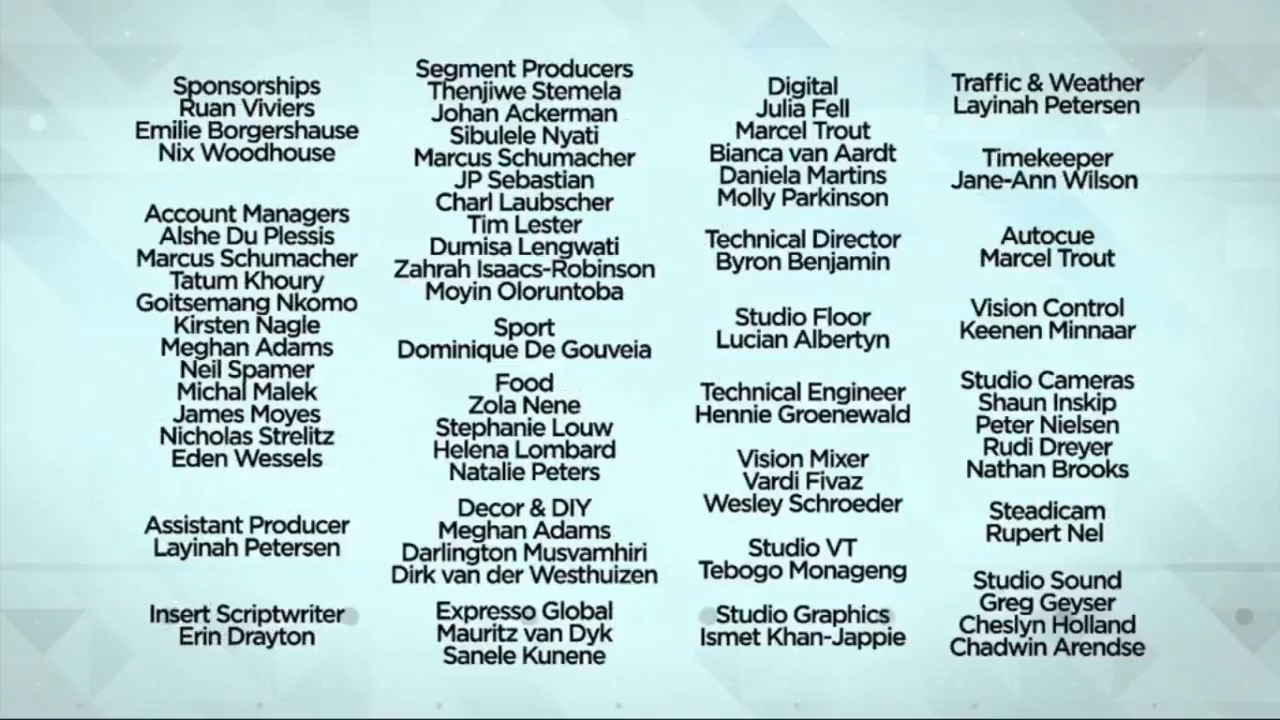 Sponsorships
Ruan Viviers
Emilie Borgershause
Nix Woodhouse
Account Managers
Alshe Du Plessis
Marcus Schumacher
Tatum Khoury
Goitsemang Nkomo
Kirsten Nagle
Meghan Adams
Neil Spamer
Michal Malek
James Moyes
Nicholas Strelitz
Eden Wessels
Assistant Producer
Layinah Petersen
Insert Scriptwriter
Erin Drayton
Segment Producers
Thenjiwe Stemela
Johan Ackerman
Sibulele Nyati
Marcus Schumacher
JP Sebastian
Charl Laubscher
Tim Lester
Dumisa Lengwati
Zahrah Isaacs-Robinson
Moyin Oloruntoba
Sport
Dominique De Gouveia
Food
Zola Nene
Stephanie Louw
Helena Lombard
Natalie Peters
Decor & DIY
Meghan Adams
Darlington Musvamhiri
Dirk van der Westhuizen
Expresso Global
Mauritz van Dyk
Sanele Kunene
Digital
Julia Fell
Marcel Trout
Bianca van Aardt
Daniela Martins
Molly Parkinson
Technical Director
Byron Benjamin
Studio Floor
Lucian Albertyn
Technical Engineer
Hennie Groenewald
Vision Mixer
Vardi Fivaz
Wesley Schroeder
Studio VT
Tebogo Monageng
Studio Graphics
Ismet Khan-Jappie
Traffic & Weather
Layinah Petersen
Timekeeper
Jane-Ann Wilson
Autocue
Marcel Trout
Vision Control
Keenen Minnaar
Studio Cameras
Shaun Inskip
Peter Nielsen
Rudi Dreyer
Nathan Brooks
Steadicam
Rupert Nel
Studio Sound
Greg Geyser
Cheslyn Holland
Chadwin Arendse